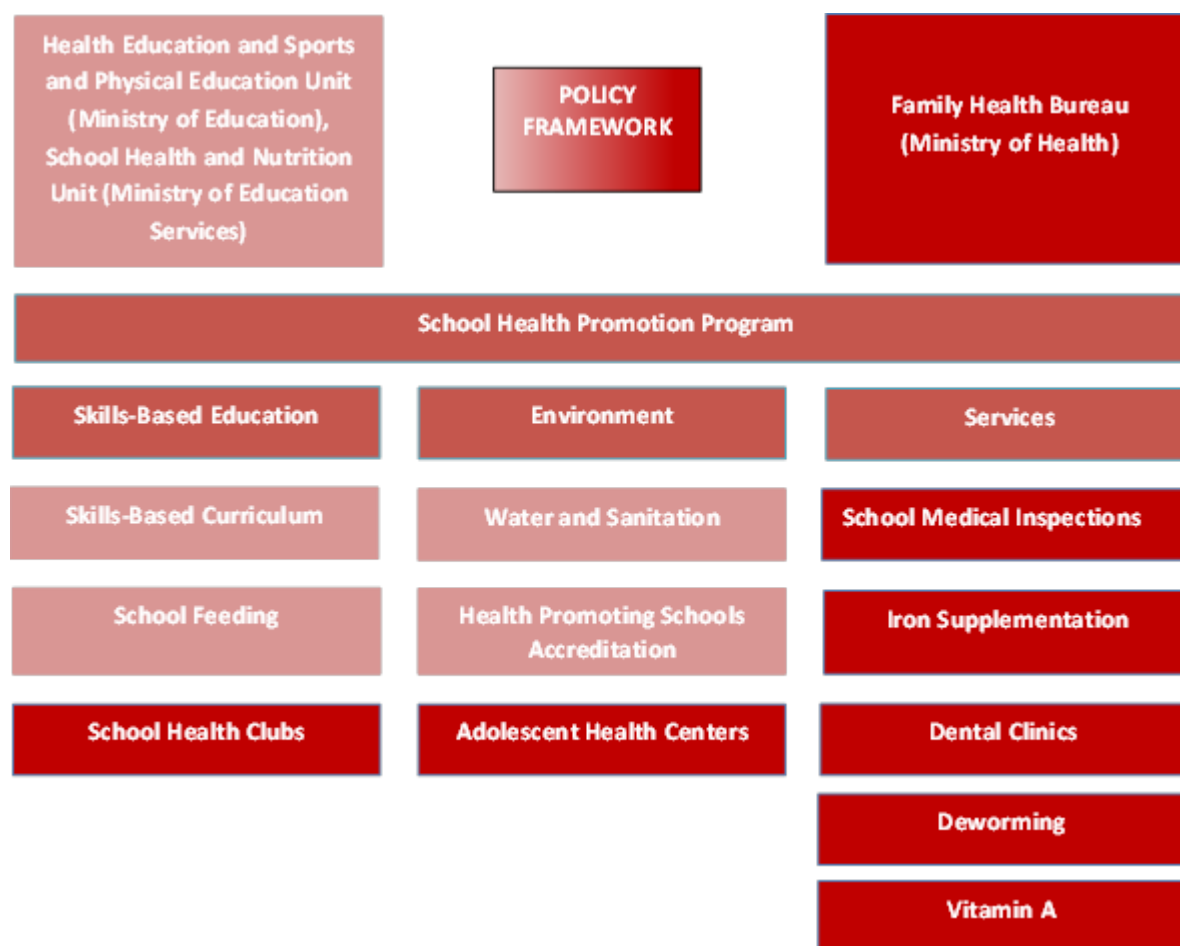 Health Education and Sports
and Physical Education Unit
(Ministry of Education),
School Health and Nutrition
Unit (Ministry of Education
Services)
POLICY
FRAMEWORK
Family Health Bureau
(Ministry of Health)
School Health Promotion Program
Skills-Based Education
Environment
Services
Skills-Based Curriculum
Water and Sanitation
School Medical Inspections
School Feeding
Health Promoting Schools
Accreditation
Iron Supplementation
School Health Clubs
Adolescent Health Centers
Dental Clinics
Deworming
Vitamin A